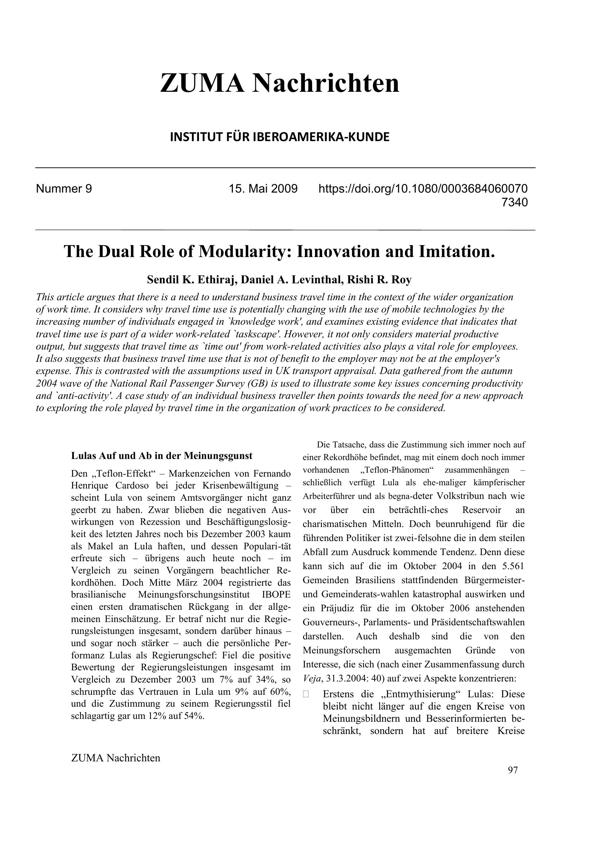 ZUMA Nachrichten
INSTITUT FÜR IBEROAMERIKA-KUNDE
Nummer 9
15. Mai 2009
https://doi.org/10.1080/0003684060070
7340
The Dual Role of Modularity: Innovation and Imitation.
Sendil K. Ethiraj, Daniel A. Levinthal, Rishi R. Roy
This article argues that there is a need to understand business travel time in the context of the wider organization
of work time. It considers why travel time use is potentially changing with the use of mobile technologies by the
increasing number of individuals engaged in `knowledge work', and examines existing evidence that indicates that
travel time use is part of a wider work-related `taskscape'. However, it not only considers material productive
output, but suggests that travel time as `time out' from work-related activities also plays a vital role for employees.
It also suggests that business travel time use that is not of benefit to the employer may not be at the employer's
expense. This is contrasted with the assumptions used in UK transport appraisal. Data gathered from the autumn
2004 wave of the National Rail Passenger Survey (GB) is used to illustrate some key issues concerning productivity
and `anti-activity'. A case study of an individual business traveller then points towards the need for a new approach
to exploring the role played by travel time in the organization of work practices to be considered.
Lulas Auf und Ab in der Meinungsgunst
Den „Teflon-Effekt“ – Markenzeichen von Fernando
Henrique Cardoso bei jeder Krisenbewältigung –
scheint Lula von seinem Amtsvorgänger nicht ganz
geerbt zu haben. Zwar blieben die negativen Aus-
wirkungen von Rezession und Beschäftigungslosig-
keit des letzten Jahres noch bis Dezember 2003 kaum
als Makel an Lula haften, und dessen Populari-tät
erfreute sich – übrigens auch heute noch – im
Vergleich zu seinen Vorgängern beachtlicher Re-
kordhöhen. Doch Mitte März 2004 registrierte das
brasilianische Meinungsforschungsinstitut IBOPE
einen ersten dramatischen Rückgang in der allge-
meinen Einschätzung. Er betraf nicht nur die Regie-
rungsleistungen insgesamt, sondern darüber hinaus –
und sogar noch stärker – auch die persönliche Per-
formanz Lulas als Regierungschef: Fiel die positive
Bewertung der Regierungsleistungen insgesamt im
Vergleich zu Dezember 2003 um 7% auf 34%, so
schrumpfte das Vertrauen in Lula um 9% auf 60%,
und die Zustimmung zu seinem Regierungsstil fiel
schlagartig gar um 12% auf 54%.
Die Tatsache, dass die Zustimmung sich immer noch auf
einer Rekordhöhe befindet, mag mit einem doch noch immer
vorhandenen „Teflon-Phänomen“ zusammenhängen –
schließlich verfügt Lula als ehe-maliger kämpferischer
Arbeiterführer und als begna-deter Volkstribun nach wie
vor über ein beträchtli-ches Reservoir an
charismatischen Mitteln. Doch beunruhigend für die
führenden Politiker ist zwei-felsohne die in dem steilen
Abfall zum Ausdruck kommende Tendenz. Denn diese
kann sich auf die im Oktober 2004 in den 5.561
Gemeinden Brasiliens stattfindenden Bürgermeister-
und Gemeinderats-wahlen katastrophal auswirken und
ein Präjudiz für die im Oktober 2006 anstehenden
Gouverneurs-, Parlaments- und Präsidentschaftswahlen
darstellen. Auch deshalb sind die von den
Meinungsforschern ausgemachten Gründe von
Interesse, die sich (nach einer Zusammenfassung durch
Veja, 31.3.2004: 40) auf zwei Aspekte konzentrieren:
Erstens die „Entmythisierung“ Lulas: Diese
bleibt nicht länger auf die engen Kreise von
Meinungsbildnern und Besserinformierten be-
schränkt, sondern hat auf breitere Kreise
ZUMA Nachrichten
97